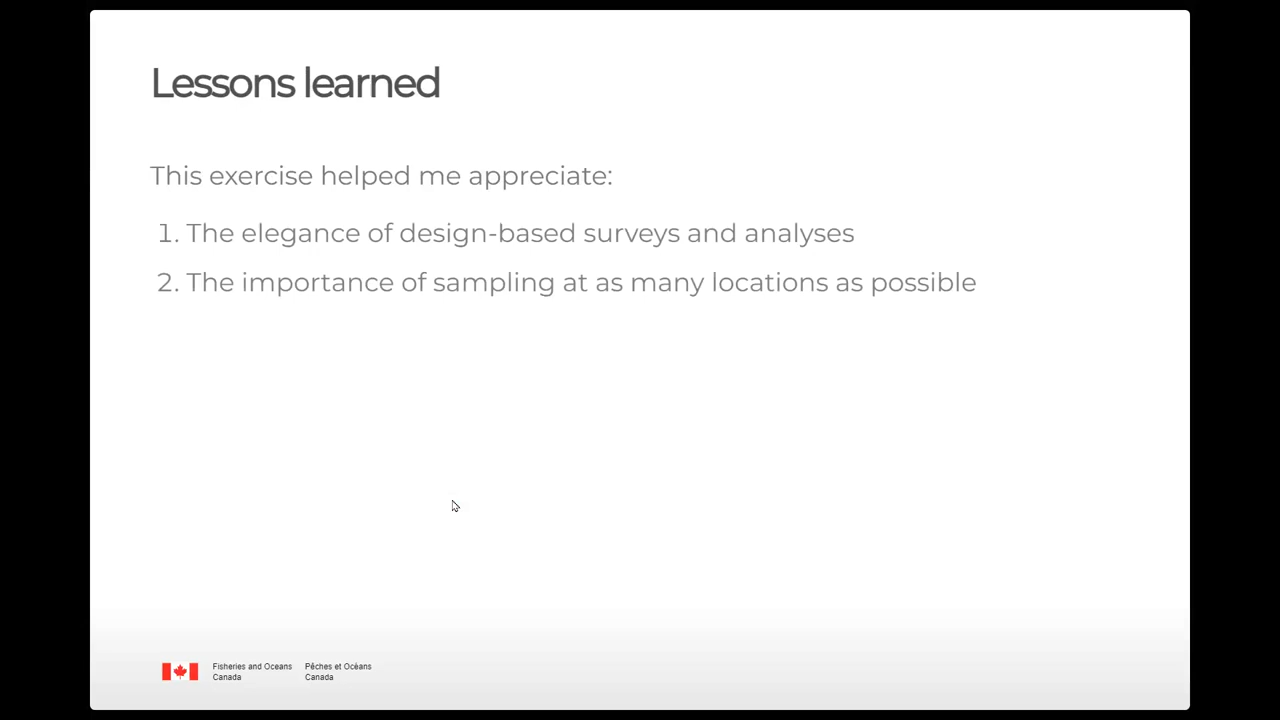 Lessons learned
This exercise helped me appreciate:
1. The elegance of design-based surveys and analyses
2. The importance of sampling at as many locations as possible
Fisheries and Oceans
Canada
Pêches et Océans
Canada